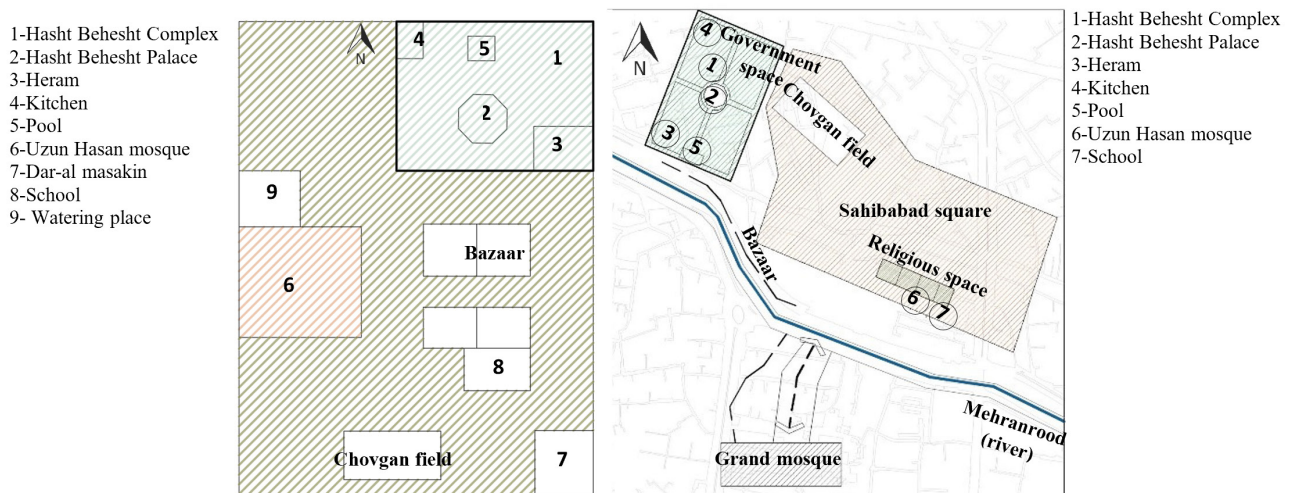 1-Hasht Behesht Complex
2-Hasht Behesht Palace
3-Heram
4-Kitchen
5-Pool
6-Uzun Hasan mosque
7-Dar-al masakin
8-School
9- Watering place
N
4
5
1
2
3
9
6
Bazaar
8
Chovgan field
7
N
4
Government
space
1
2
3
5
Chovgan field
Sahibabad square
Religious space
6
7
Bazaar
Mehranrood
(river)
Grand mosque
1-Hasht Behesht Complex
2-Hasht Behesht Palace
3-Heram
4-Kitchen
5-Pool
6-Uzun Hasan mosque
7-School